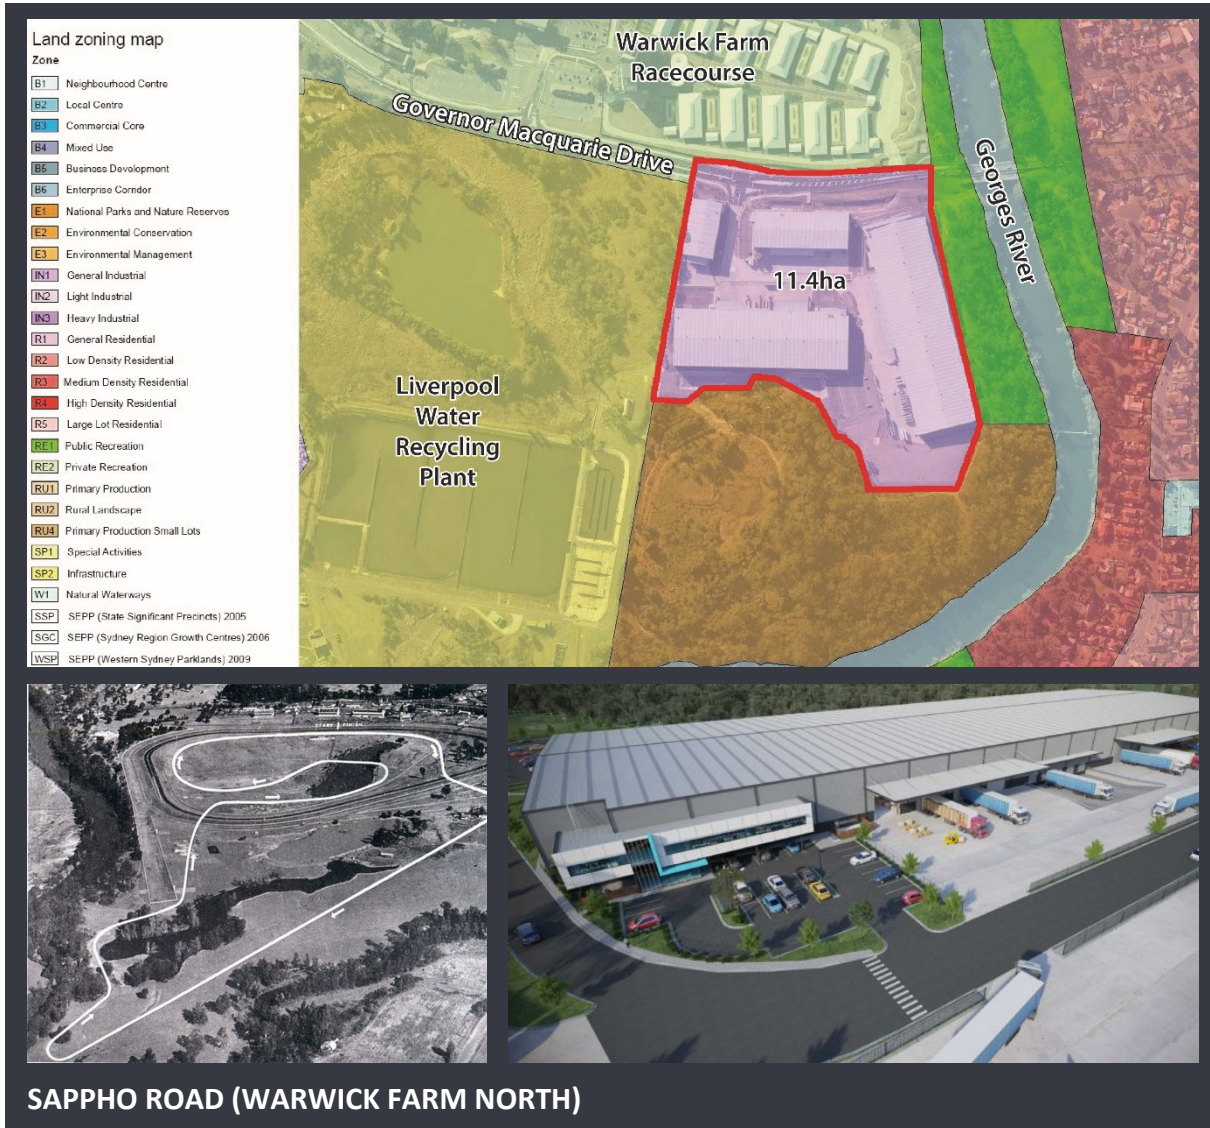 Land zoning map
Zone
B1 Neighbourhood Centre
B2 Local Centre
B3 Commercial Core
B4 Mixed Use
B5 Business Development
B6 Enterprise Corridor
E1 National Parks and Nature Reserves
E2 Environmental Conservation
E3 Environmental Management
IN1 General Industrial
IN2 Light Industrial
IN3 Heavy Industrial
R1 General Residential
R2 Low Density Residential
R3 Medium Density Residential
R4 High Density Residential
R5 Large Lot Residential
RE1 Public Recreation
RE2 Private Recreation
RU1 Primary Production
RU2 Rural Landscape
RU4 Primary Production Small Lots
SP1 Special Activities
SP2 Infrastructure
W1 Natural Waterways
SSP SEPP (State Significant Precincts) 2005
SGC SEPP (Sydney Region Growth Centres) 2006
WSP SEPP (Western Sydney Parklands) 2009
Warwick Farm
Racecourse
Governor Macquarie Drive
Georges River
11.4ha
Liverpool
Water
Recycling
Plant
START & FINISH
SAPPHO ROAD (WARWICK FARM NORTH)